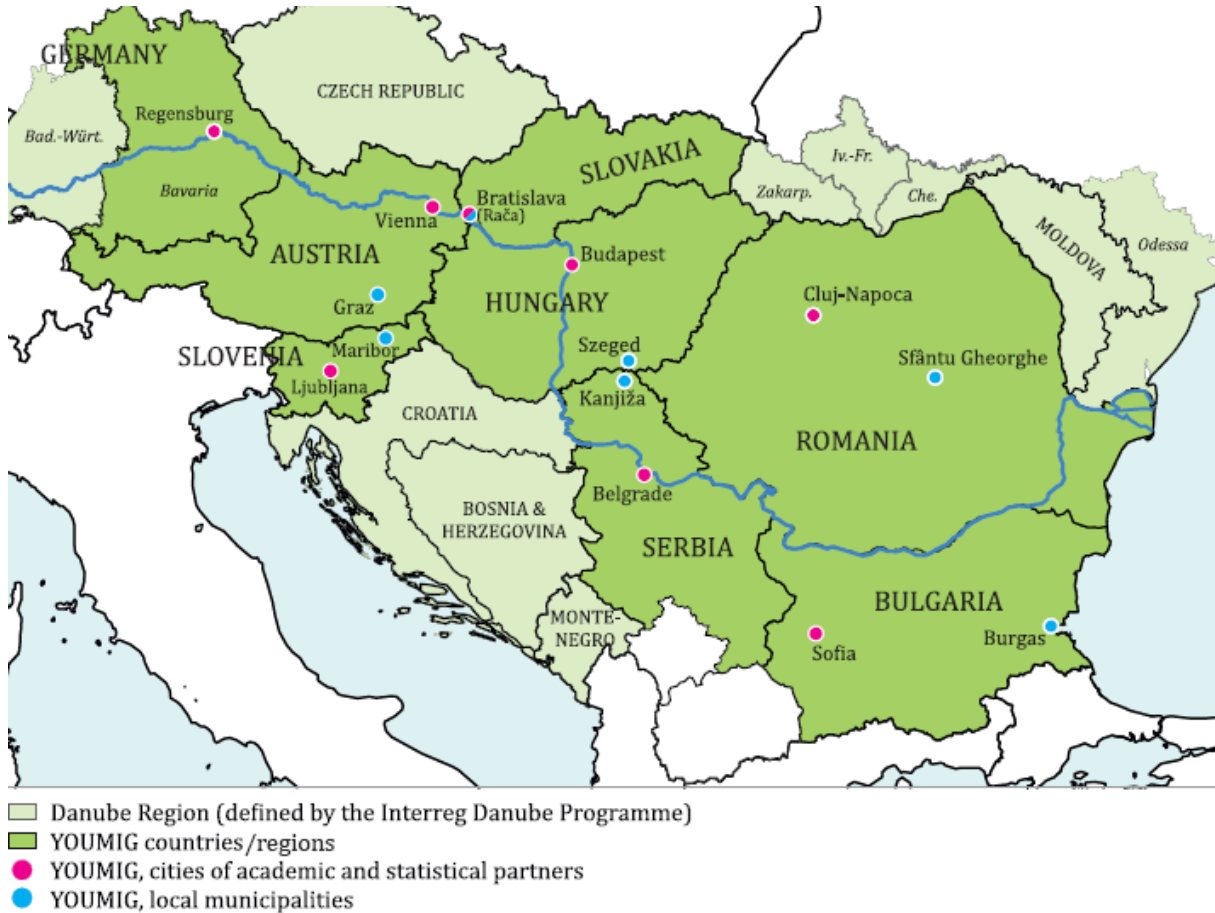 GERMANY
CZECH REPUBLIC
Regensburg
Bad.-Würt.
Bavaria
SLOVAKIA
Iv.-Fr.
Zakarp.
Che.
Bratislava
(Rača)
Vienna
MOLDOVA
Odessa
AUSTRIA
Budapest
Graz
HUNGARY
Cluj-Napoca
SLOVENIA
Maribor
Szeged
Sfântu Gheorghe
Ljubljana
Kanjiža
CROATIA
ROMANIA
Belgrade
BOSNIA &
HERZEGOVINA
SERBIA
BULGARIA
MONTE-
NEGRO
Sofia
Burgas
Danube Region (defined by the Interreg Danube Programme)
YOUMIG countries/regions
YOUMIG, cities of academic and statistical partners
YOUMIG, local municipalities